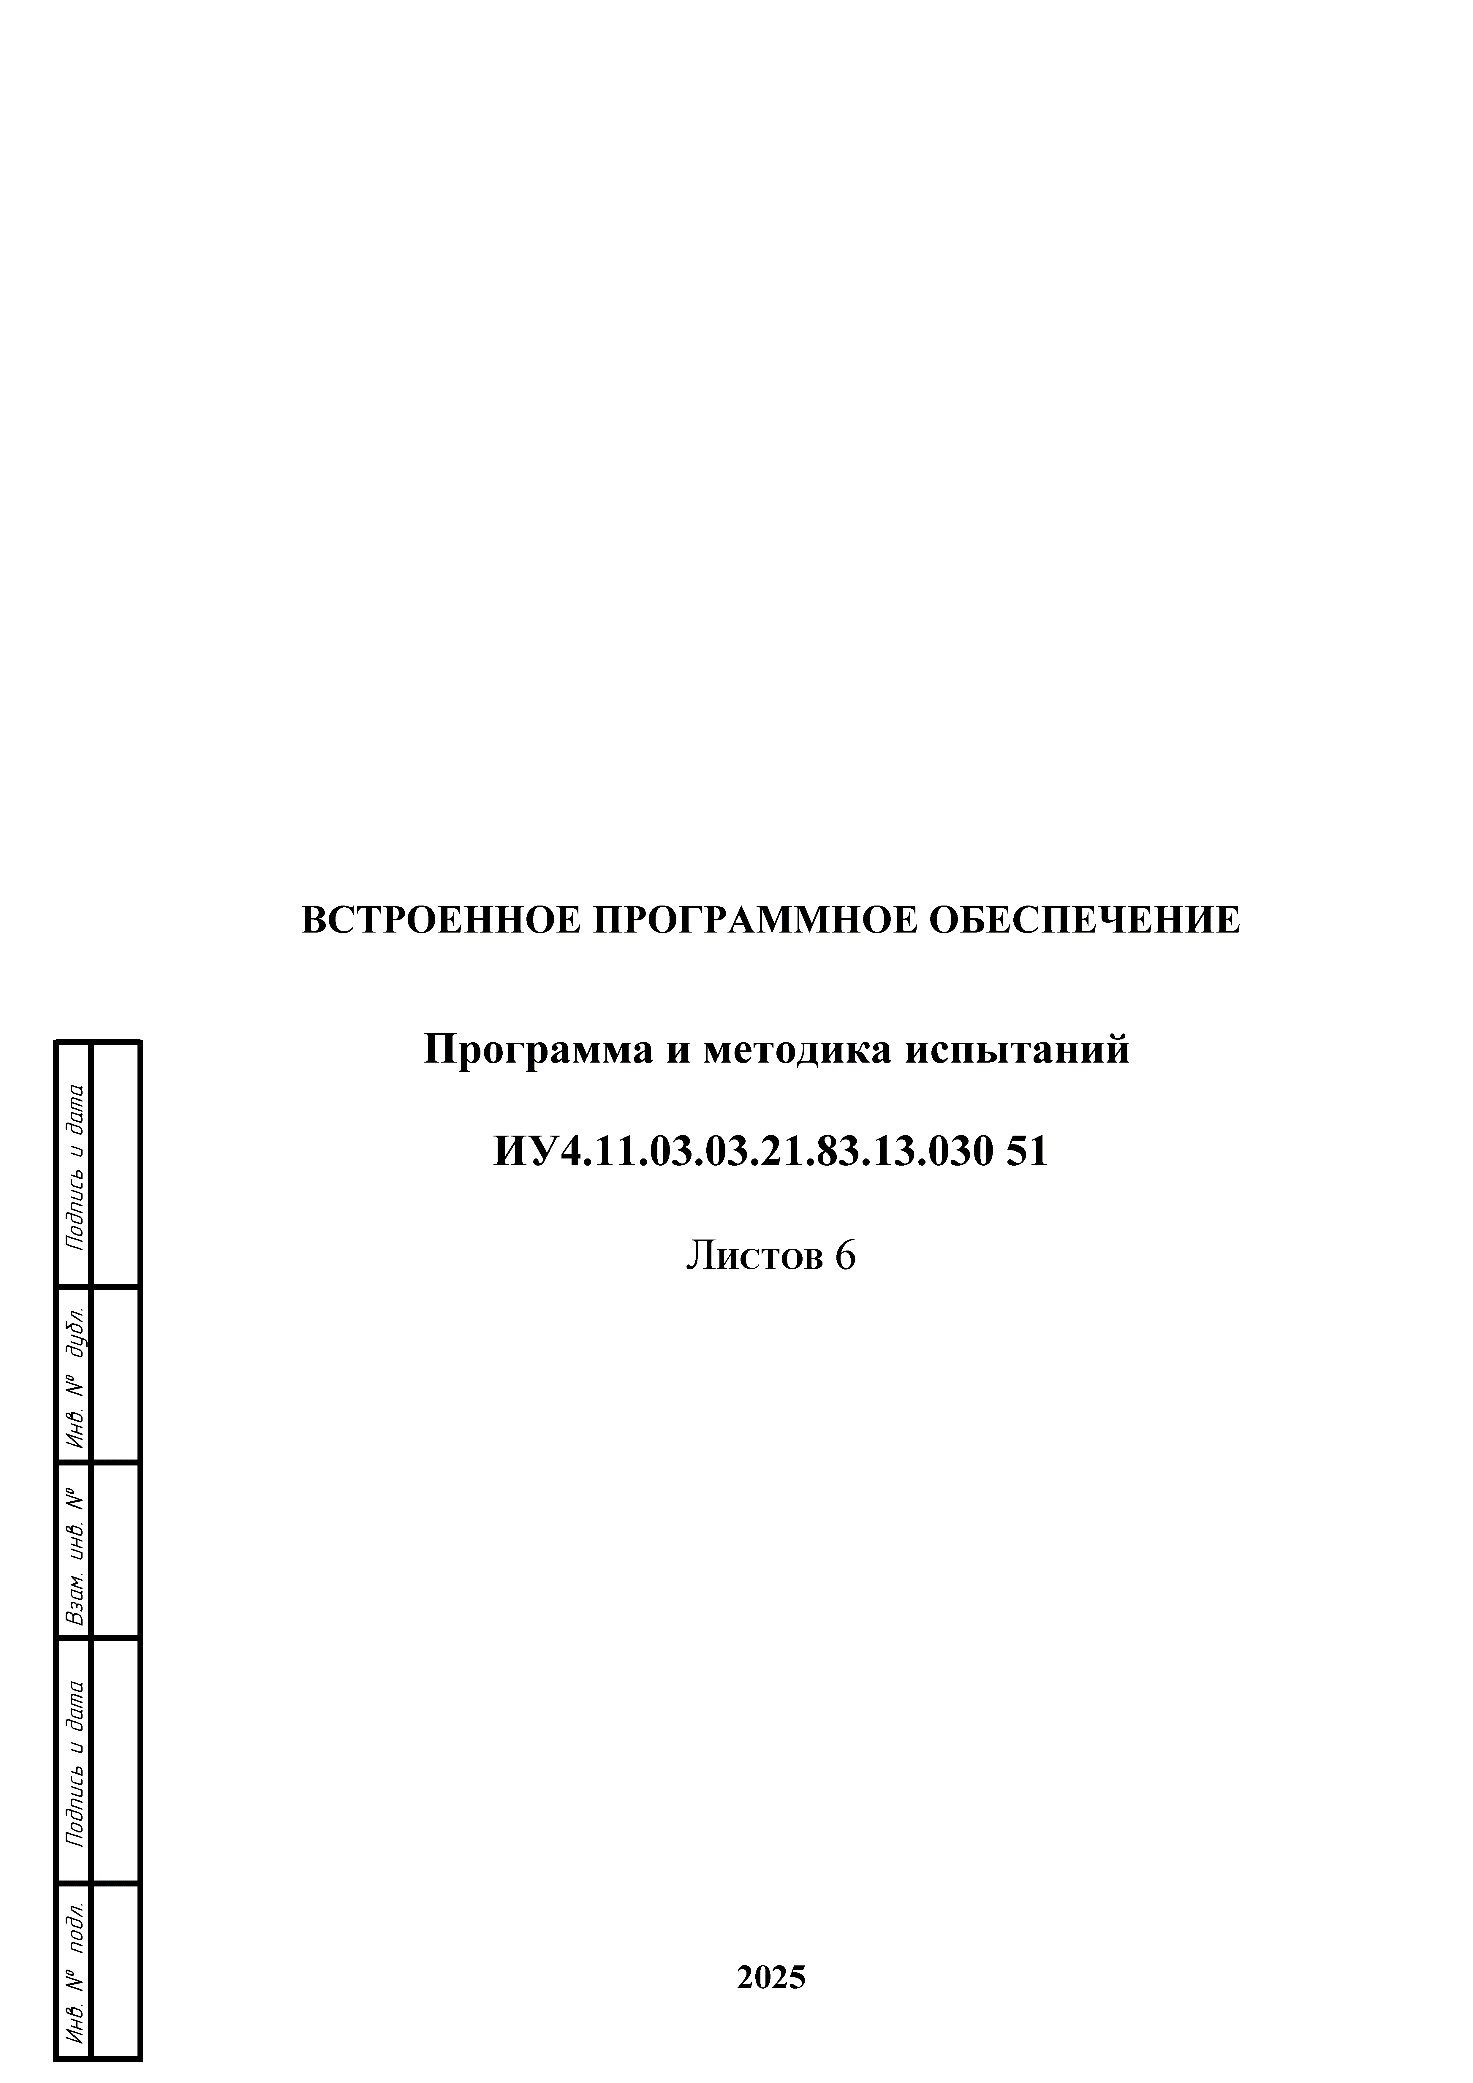 ВСТРОЕННОЕ ПРОГРАММНОЕ ОБЕСПЕЧЕНИЕ
Программа и методика испытаний
ИУ4.11.03.03.21.83.13.030 51
Листов 6
Подпись и дата
Инв. № дубл.
Взам. инв. №
Подпись и дата
Инв. № подл.
2025